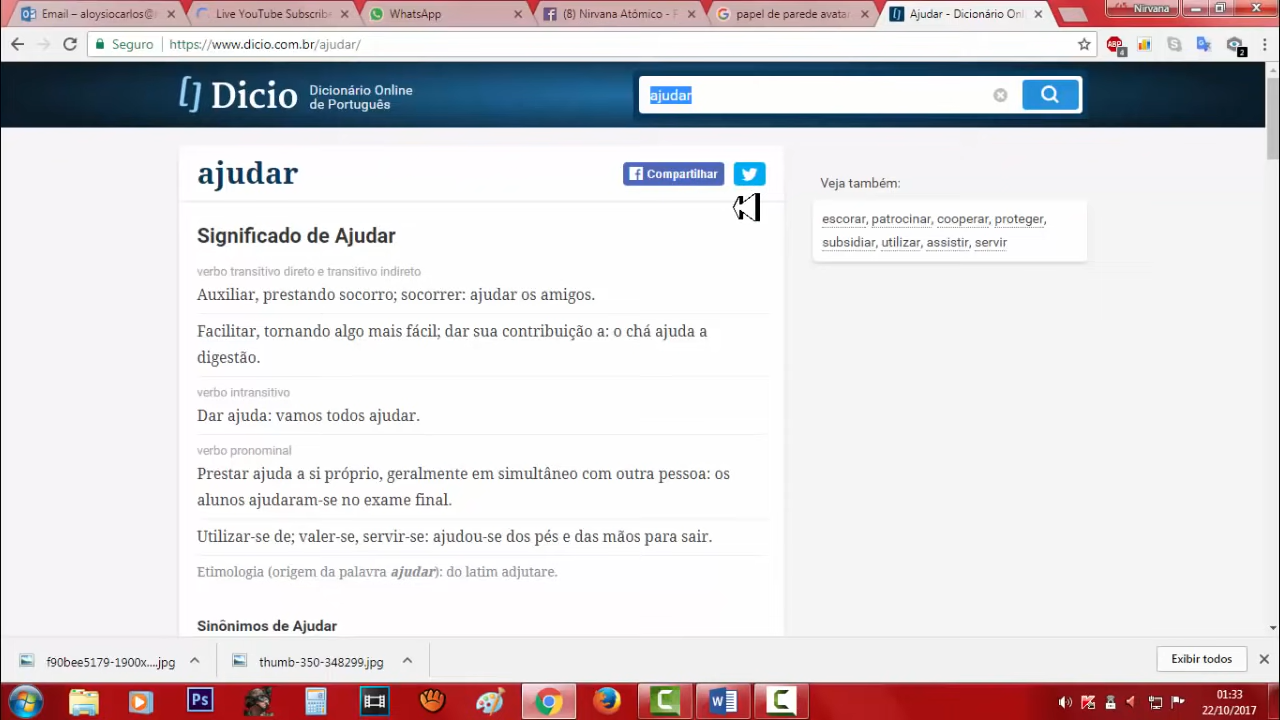 Email – aloysiocarlos@
Live YouTube Subscribe
WhatsApp
(8) Nirvana Atômico - F
papel de parede avatar
Ajudar - Dicionário Onl
Nirvana
Seguro
https://www.dicio.com.br/ajudar/
ABP
4
2
Dicio
Dicionário Online
de Português
ajudar
ajudar
Compartilhar
Veja também:
escorar, patrocinar, cooperar, proteger,
subsidiar, utilizar, assistir, servir
Significado de Ajudar
verbo transitivo direto e transitivo indireto
Auxiliar, prestando socorro; socorrer: ajudar os amigos.
Facilitar, tornando algo mais fácil; dar sua contribuição a: o chá ajuda a
digestão.
verbo intransitivo
Dar ajuda: vamos todos ajudar.
verbo pronominal
Prestar ajuda a si próprio, geralmente em simultâneo com outra pessoa: os
alunos ajudaram-se no exame final.
Utilizar-se de; valer-se, servir-se: ajudou-se dos pés e das mãos para sair.
Etimologia (origem da palavra ajudar): do latim adjutare.
Sinônimos de Ajudar
f90bee5179-1900x....jpg
thumb-350-348299.jpg
Exibir todos
Ps
01:33
22/10/2017